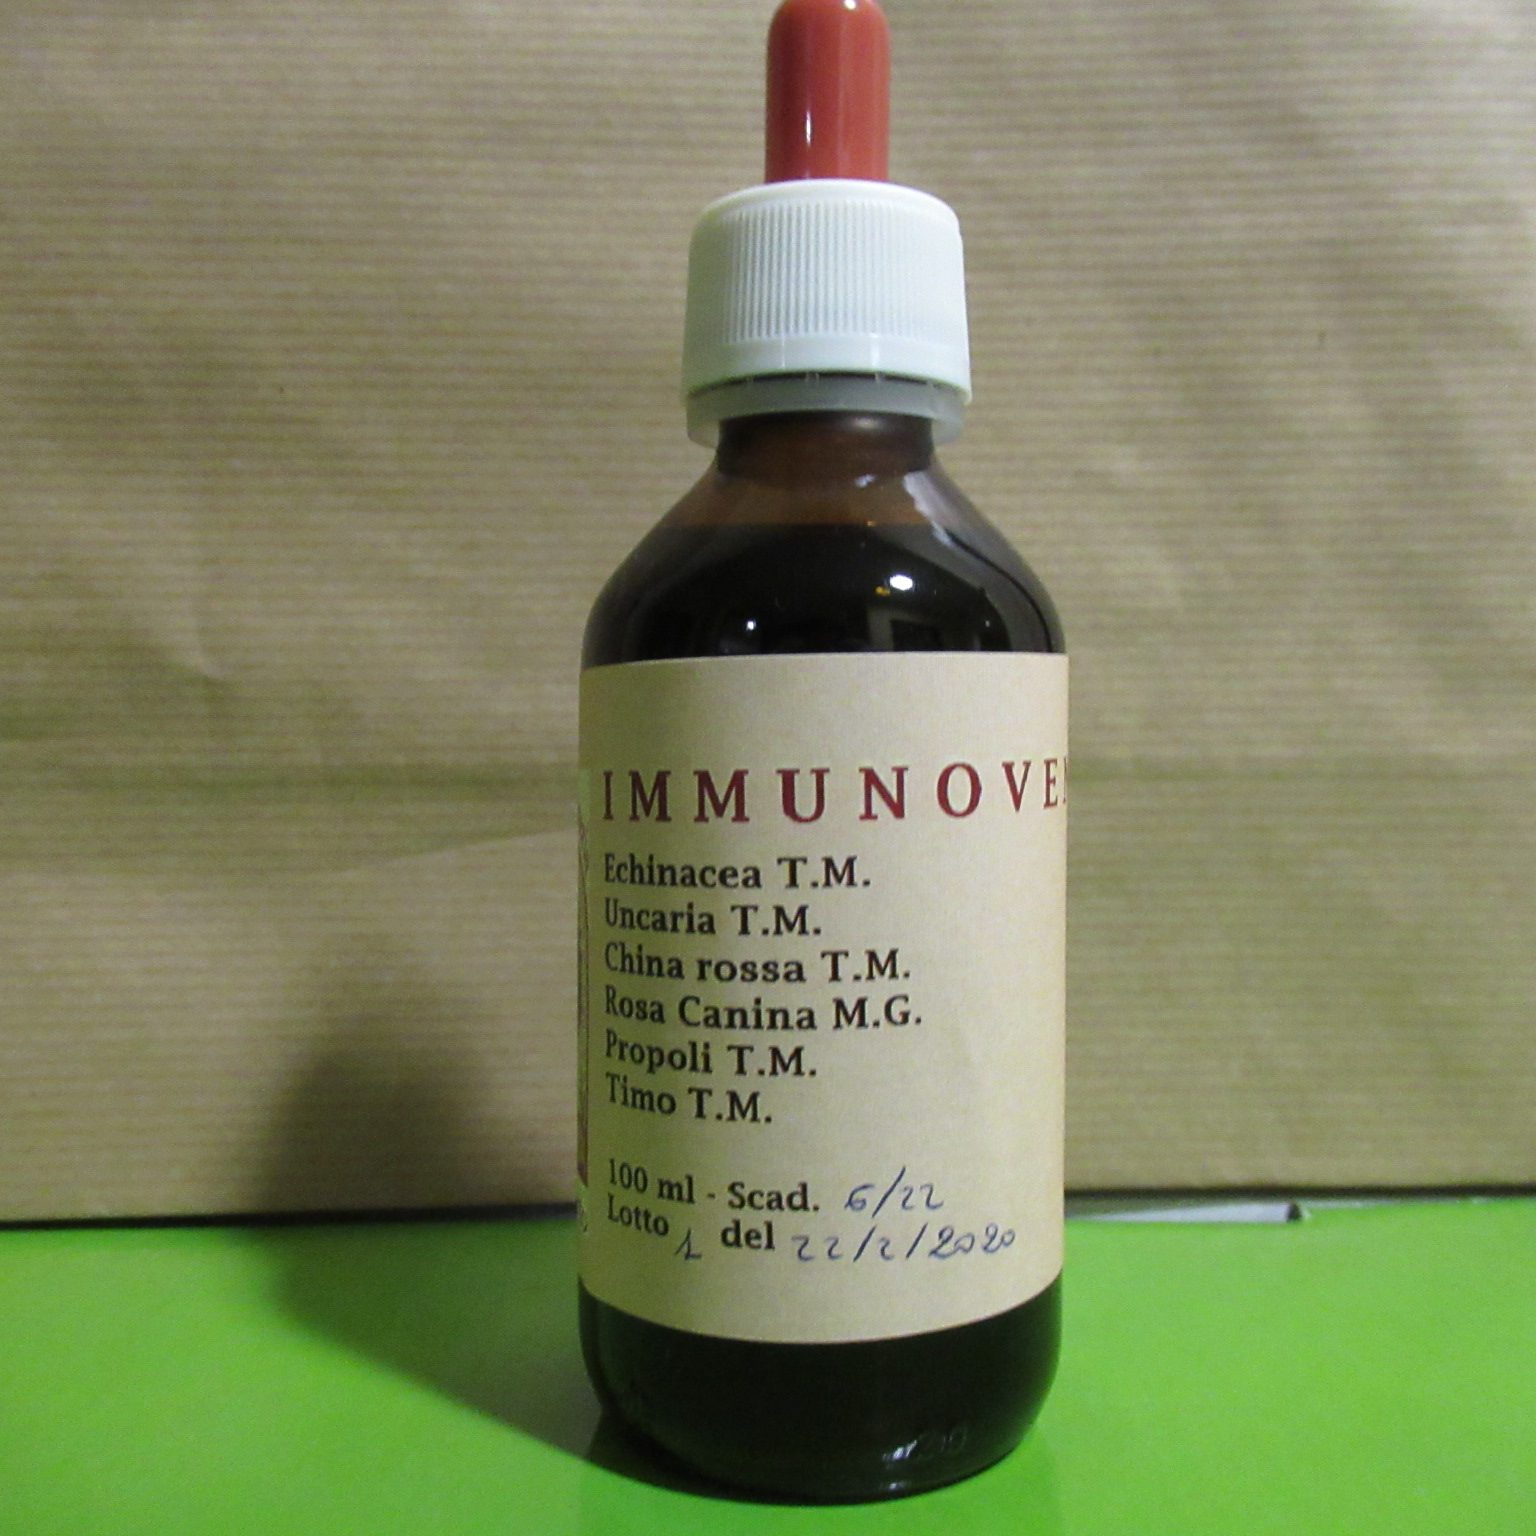 IMMUNOVE
Echinacea T.M.
Uncaria T.M.
China rossa T.M.
Rosa Canina M.G.
Propoli T.M.
Timo T.M.
100 ml - Scad. 6/22
Lotto 1 del 22/2/2020